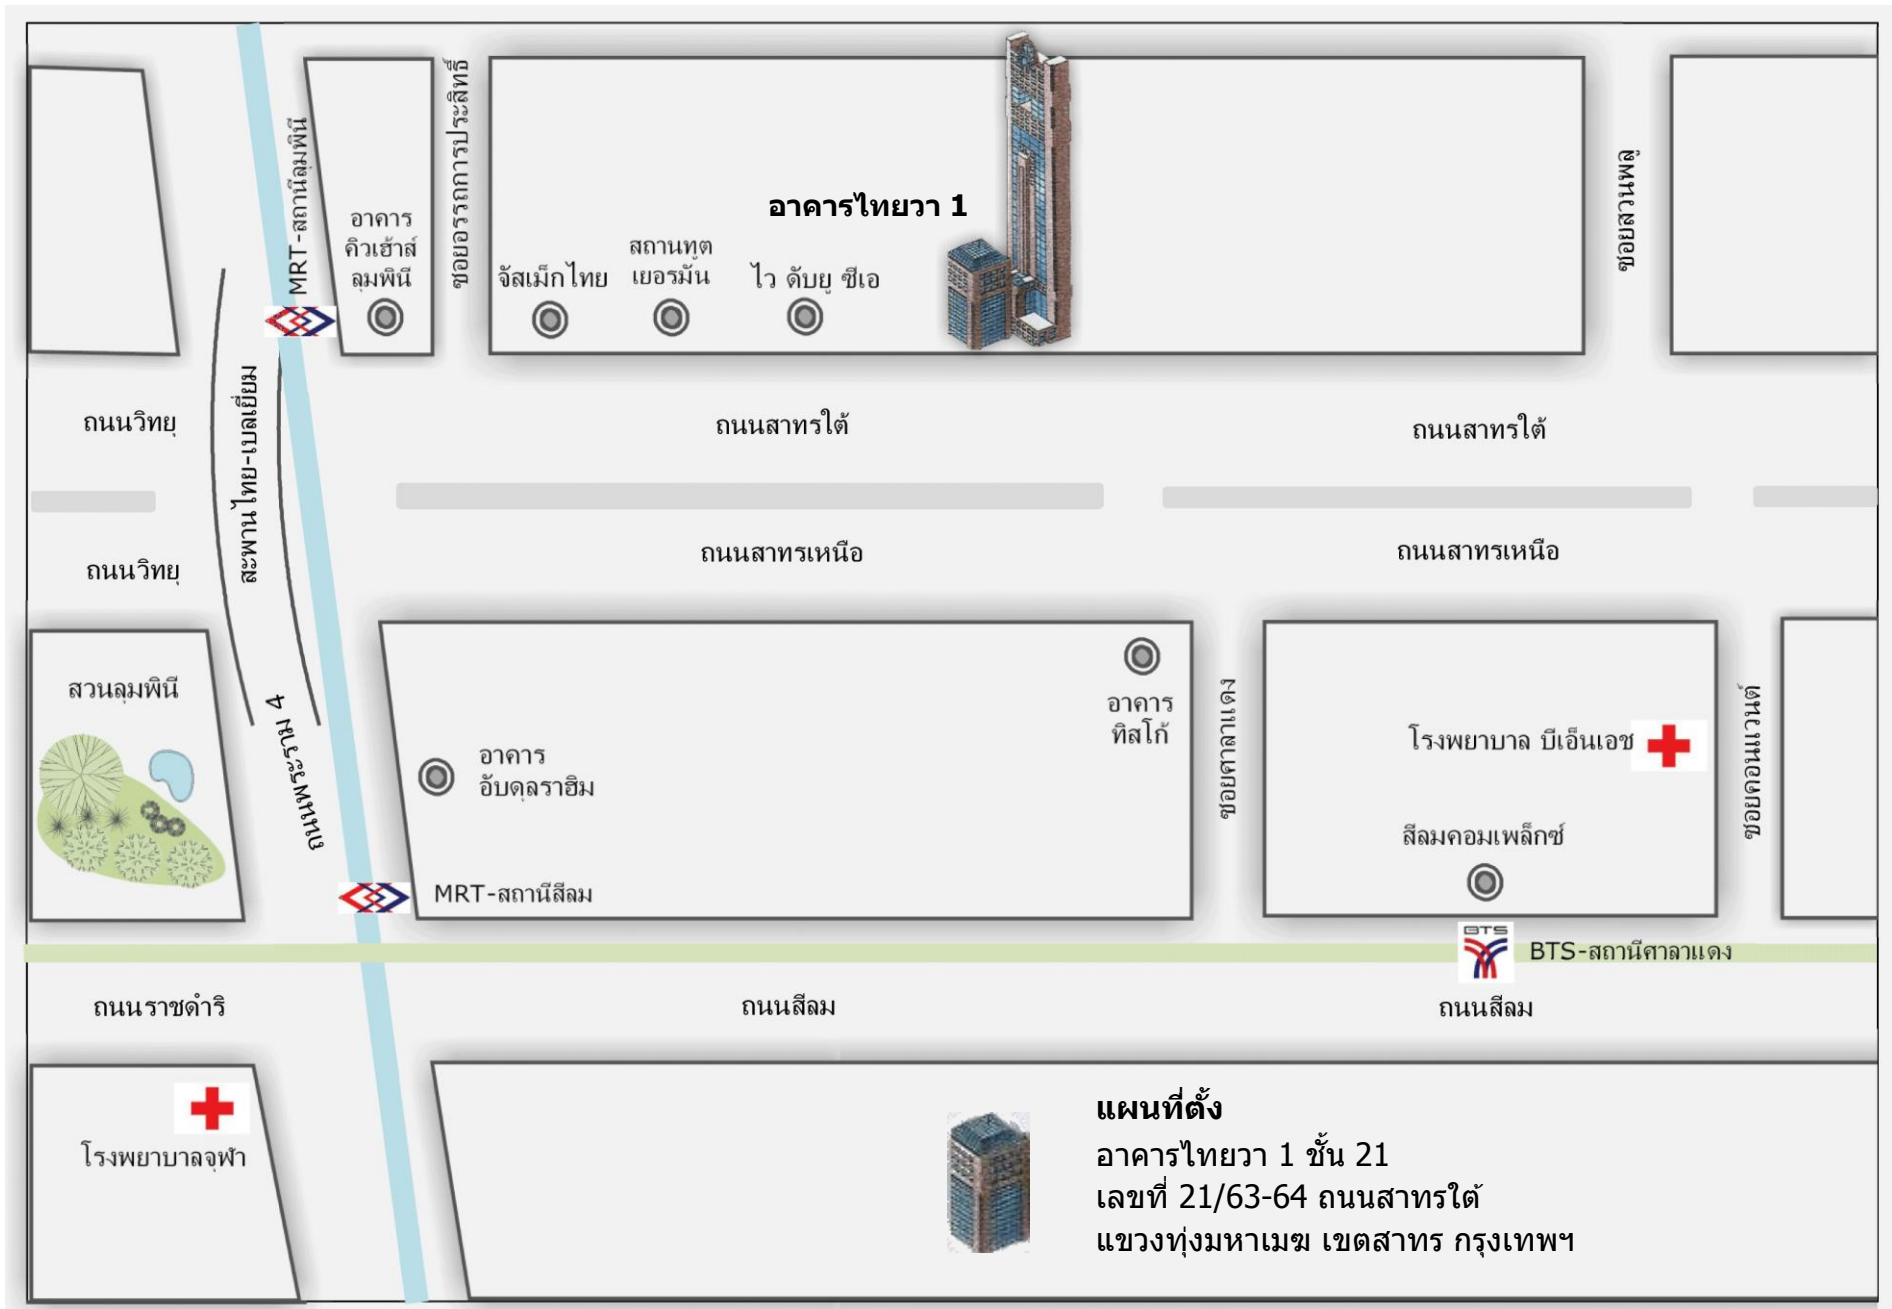 ซอยอรรถการประสิทธิ์
MRT-สถานีลุมพินี
อาคาร
คิวเฮ้าส์
ลุมพินี
อาคารไทยวา 1
จัสเม็กไทย
สถานทูต
เยอรมัน
ไว ดับยู ซีเอ
ซอยสวนพลู
ถนนวิทยุ
สะพานไทย-เบลเยี่ยม
ถนนสาทรใต้
ถนนสาทรใต้
ถนนวิทยุ
ถนนสาทรเหนือ
ถนนสาทรเหนือ
สวนลุมพินี
ถนนพระราม 4
อาคาร
อับดุลราฮิม
อาคาร
ทิสโก้
ซอยศาลาแดง
โรงพยาบาล บีเอ็นเอช
ซอยคอนแวนต์
สีลมคอมเพล็กซ์
MRT-สถานีสีลม
BTS
BTS-สถานีศาลาแดง
ถนนราชดำริ
ถนนสีลม
ถนนสีลม
โรงพยาบาลจุฬา
แผนที่ตั้ง
อาคารไทยวา 1 ชั้น 21
เลขที่ 21/63-64 ถนนสาทรใต้
แขวงทุ่งมหาเมฆ เขตสาทร กรุงเทพฯ